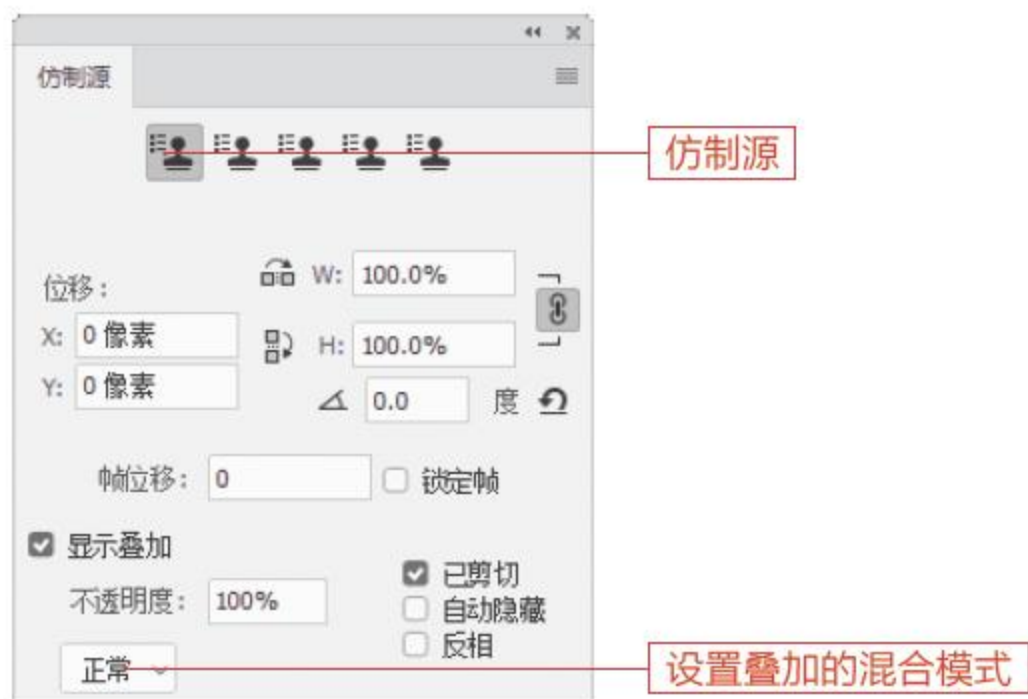 仿制源
仿制源
位移：
W: 100.0%
X: 0 像素
H: 100.0%
Y: 0 像素
0.0 度
帧位移： 0 锁定帧
显示叠加
已剪切
不透明度： 100%
自动隐藏
反相
正常
设置叠加的混合模式